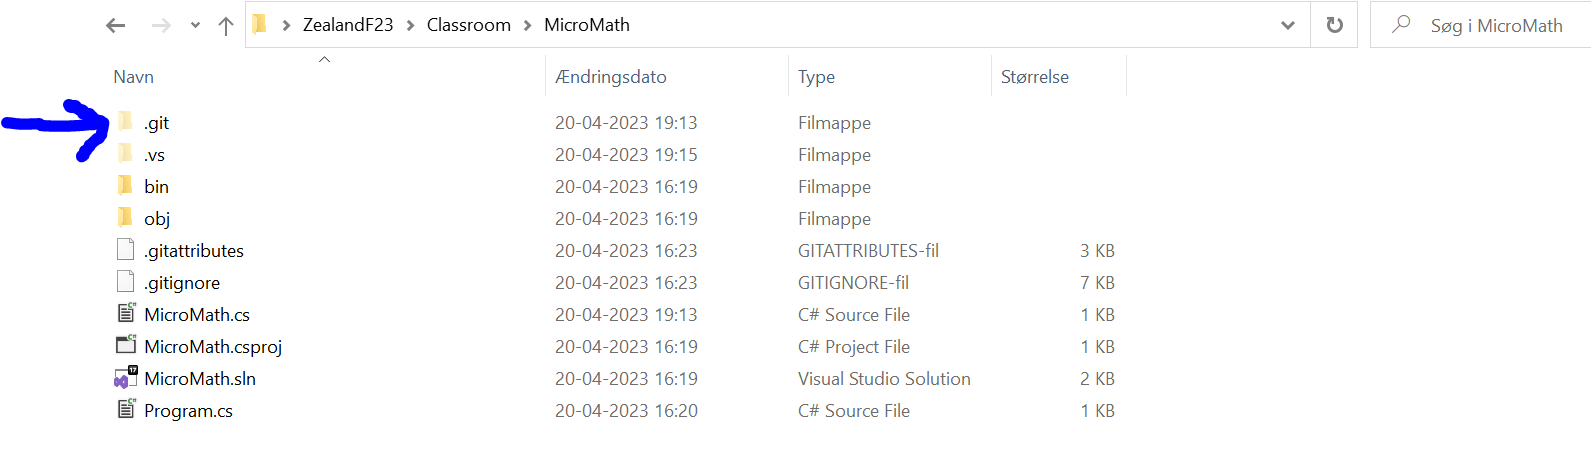 ZealandF23 Classroom MicroMath Søg i MicroMath
Navn Ændringsdato Type Størrelse
.git 20-04-2023 19:13 Filmappe
.vs 20-04-2023 19:15 Filmappe
bin 20-04-2023 16:19 Filmappe
obj 20-04-2023 16:19 Filmappe
.gitattributes 20-04-2023 16:23 GITATTRIBUTES-fil 3 KB
.gitignore 20-04-2023 16:23 GITIGNORE-fil 7 KB
MicroMath.cs 20-04-2023 19:13 C# Source File 1 KB
MicroMath.csproj 20-04-2023 16:19 C# Project File 1 KB
MicroMath.sln 20-04-2023 16:19 Visual Studio Solution 2 KB
Program.cs 20-04-2023 16:20 C# Source File 1 KB